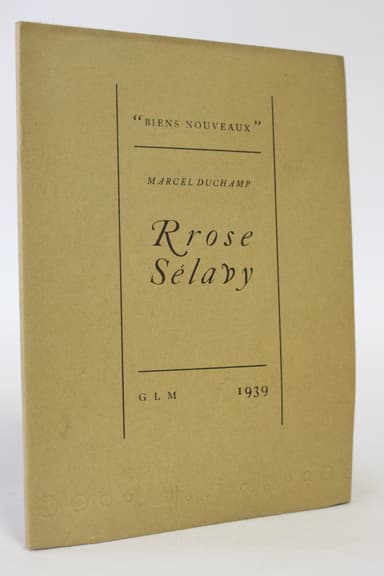 “BIENS NOUVEAUX”
MARCEL DUCHAMP
Rrose
Sélavy
G L M 1939